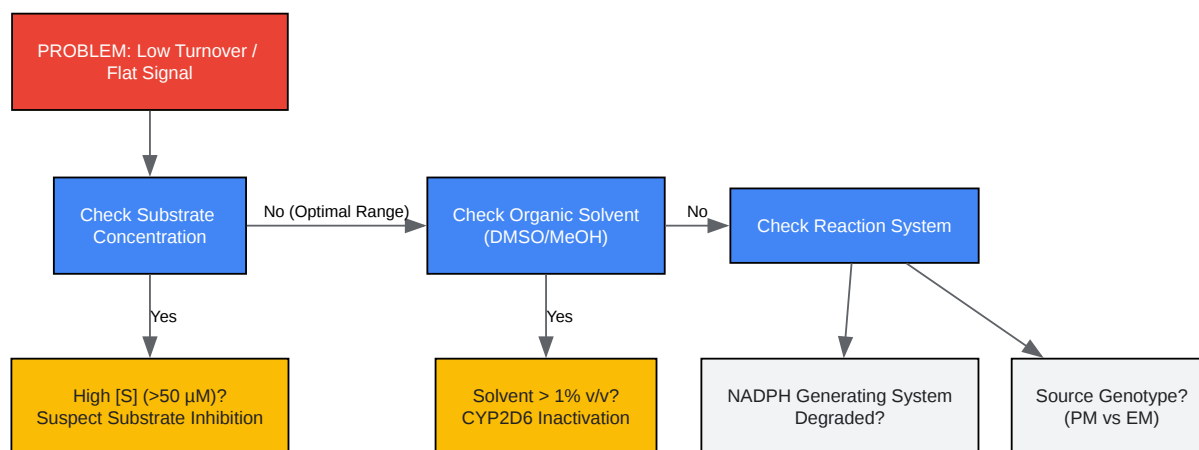 PROBLEM: Low Turnover /
Flat Signal
Check Substrate
Concentration
No (Optimal Range)
Check Organic Solvent
(DMSO/MeOH)
No
Check Reaction System
Yes
Yes
High [S] (>50 µM)?
Suspect Substrate Inhibition
Solvent > 1% v/v?
CYP2D6 Inactivation
NADPH Generating System
Degraded?
Source Genotype?
(PM vs EM)